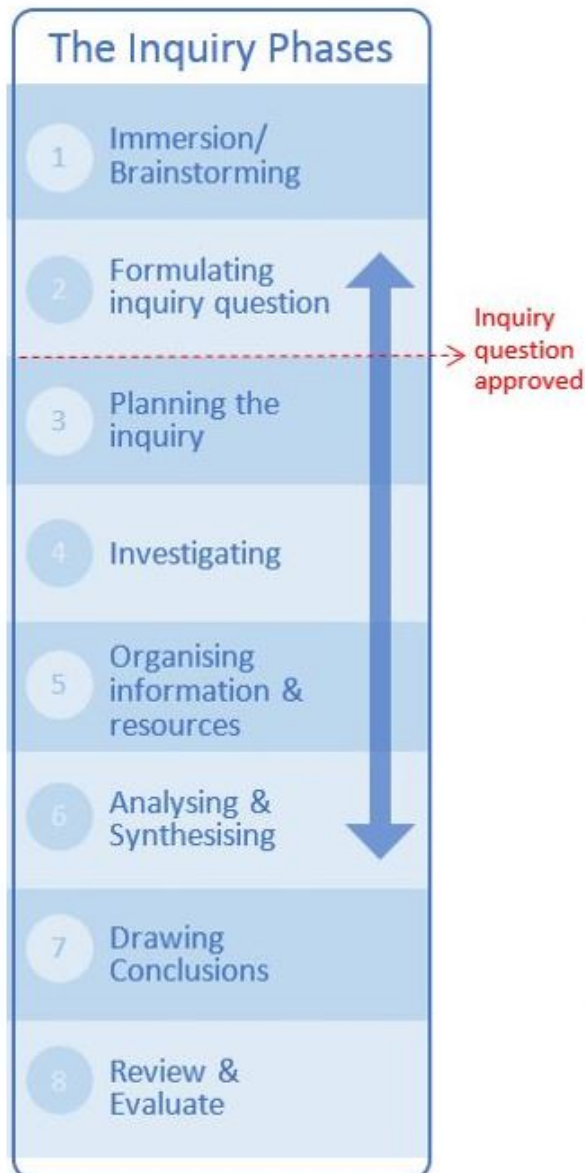 The Inquiry Phases
1
Immersion/
Brainstorming
2
Formulating
inquiry question
Inquiry
question
approved
3
Planning the
inquiry
4
Investigating
5
Organising
information &
resources
6
Analysing &
Synthesising
7
Drawing
Conclusions
8
Review &
Evaluate